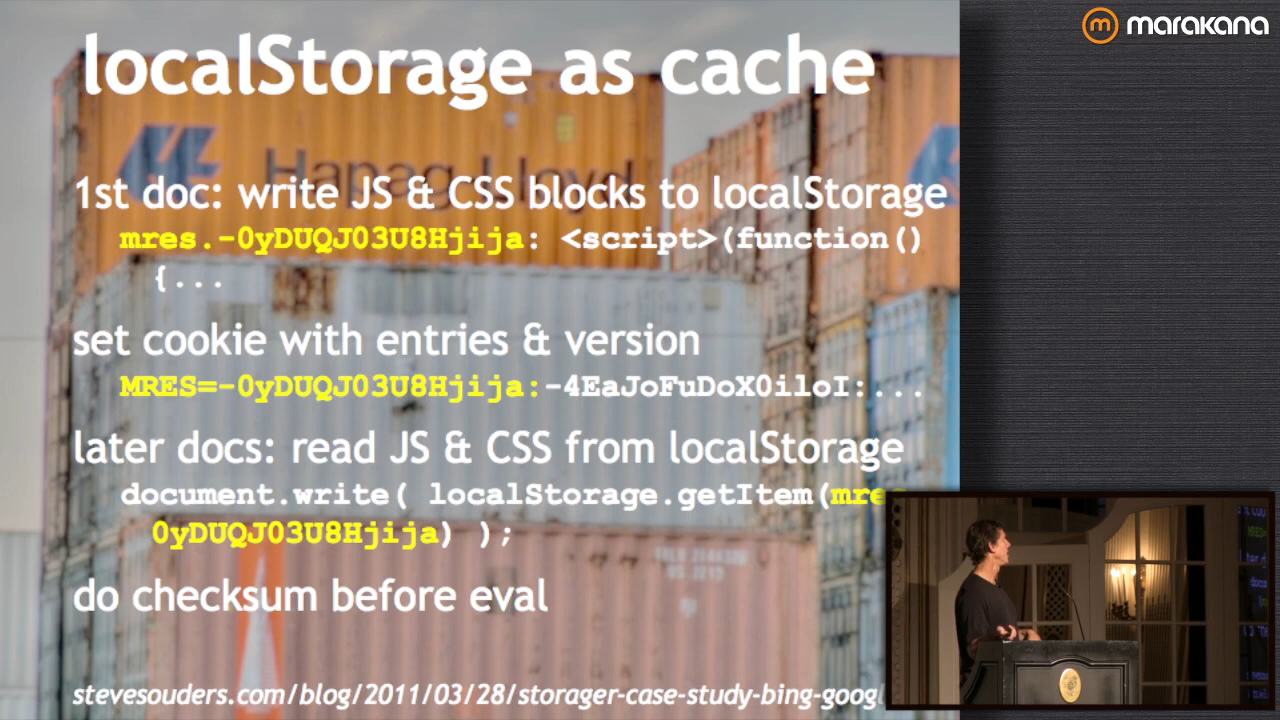 localStorage as cache
marakana
Hapag-Lloyd
1st doc: write JS & CSS blocks to localStorage
mres.-0yDUQJ03U8Hjija: <script>(function()
{...
set cookie with entries & version
MRES=-0yDUQJ03U8Hjija:-4EaJoFuDoX0iloI:...
later docs: read JS & CSS from localStorage
document.write( localStorage.getItem(mres
0yDUQJ03U8Hjija) );
do checksum before eval
stevesouders.com/blog/2011/03/28/storager-case-study-bing-goog